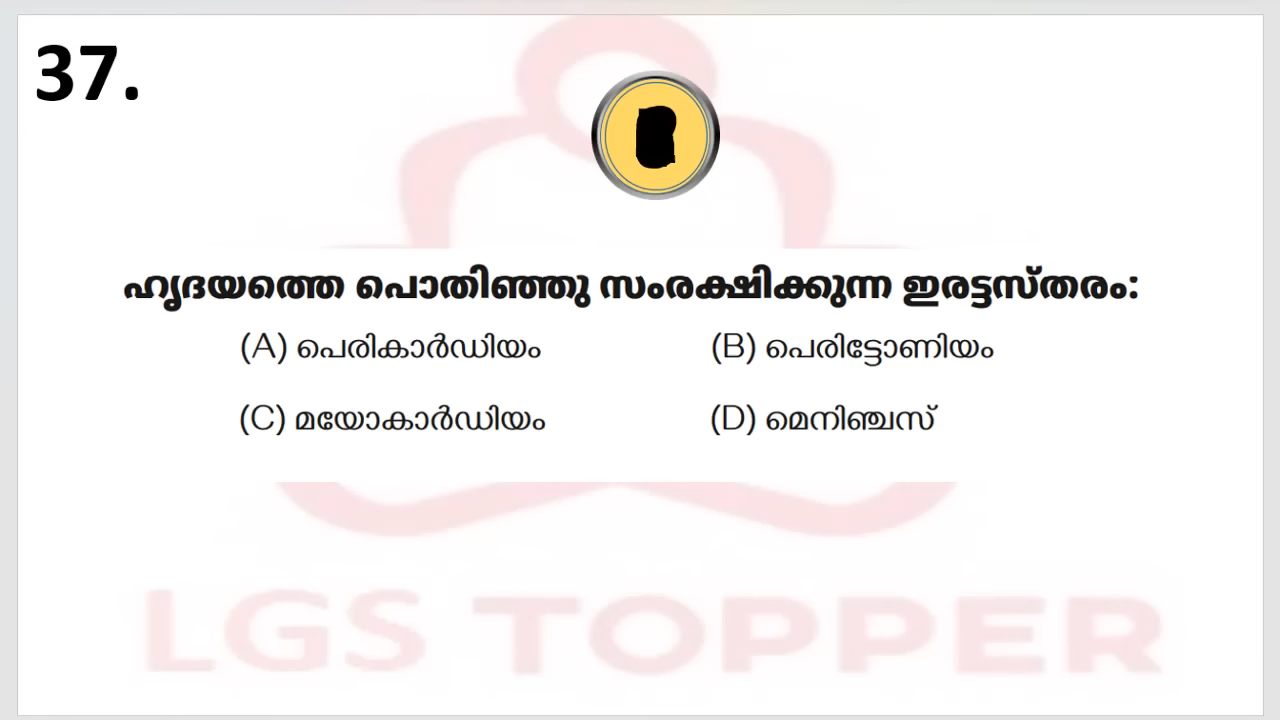 37.
ഹൃദയത്തെ പൊതിഞ്ഞു സംരക്ഷിക്കുന്ന ഇരട്ടസ്തരം:
(A) പെരികാർഡിയം (B) പെരിട്ടോണിയം
(C) മയോകാർഡിയം (D) മെനിഞ്ചസ്
LGS TOPPER